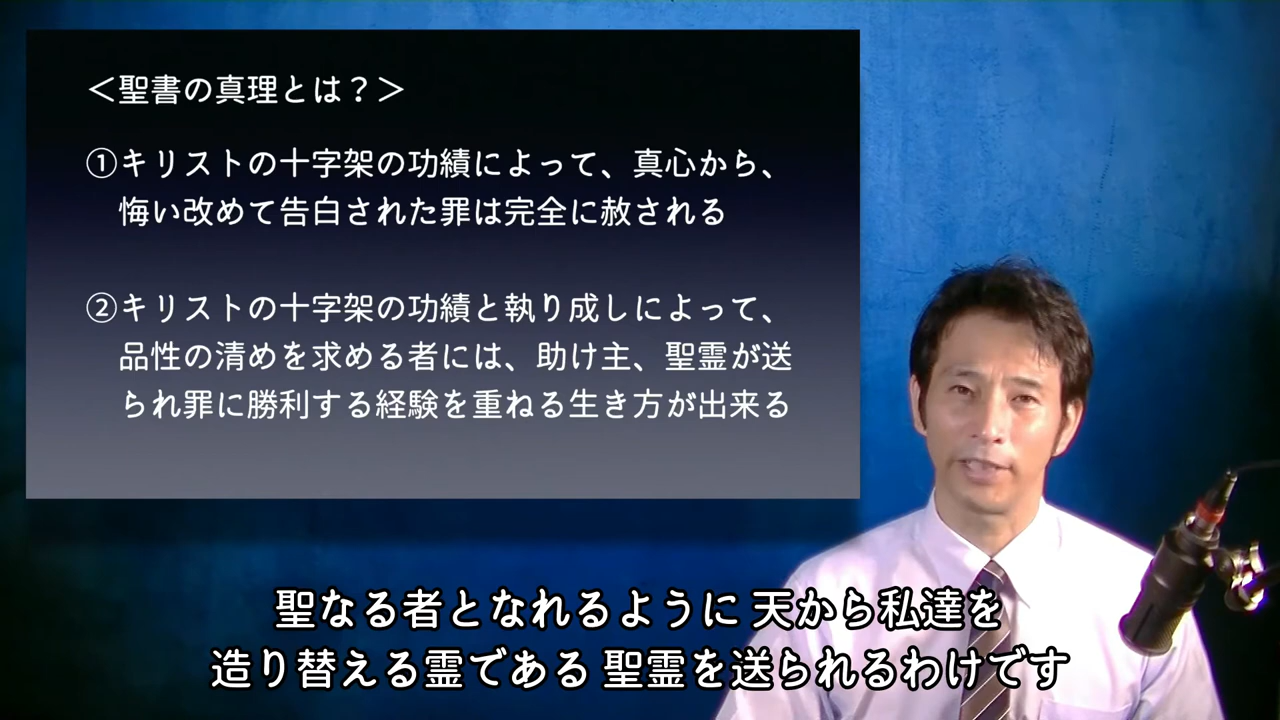 ＜聖書の真理とは？＞
①キリストの十字架の功績によって、真心から、
悔い改めて告白された罪は完全に赦される
②キリストの十字架の功績と執り成しによって、
品性の清めを求める者には、助け主、聖霊が送
られ罪に勝利する経験を重ねる生き方が出来る
聖なる者となれるように 天から私達を
造り替える霊である 聖霊を送られるわけです